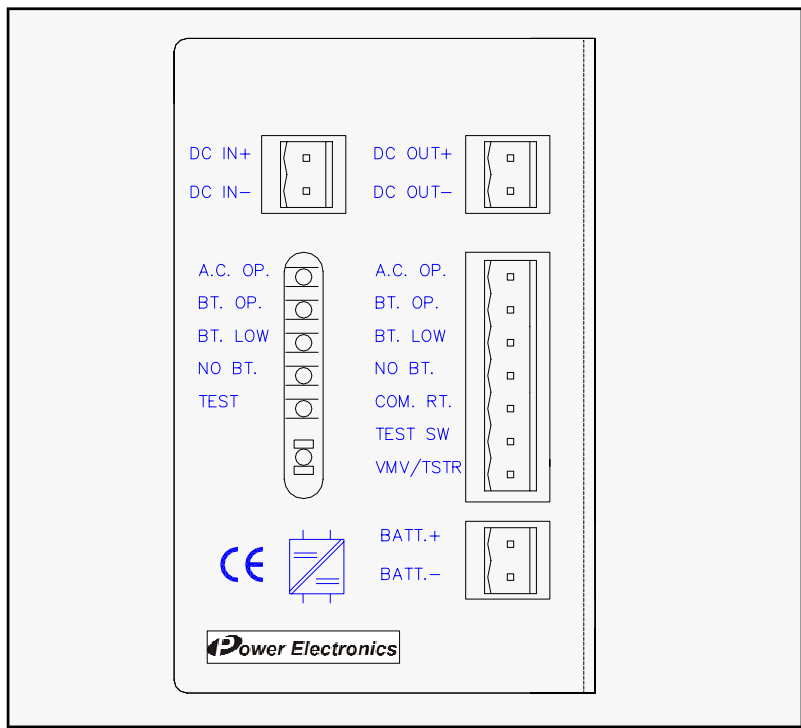 DC IN+ DC OUT+
DC IN− DC OUT−
A.C. OP. A.C. OP.
BT. OP. BT. OP.
BT. LOW BT. LOW
NO BT. NO BT.
TEST COM. RT.
TEST SW
VMV/TSTR
BATT.+
CE BATT.−
Power Electronics